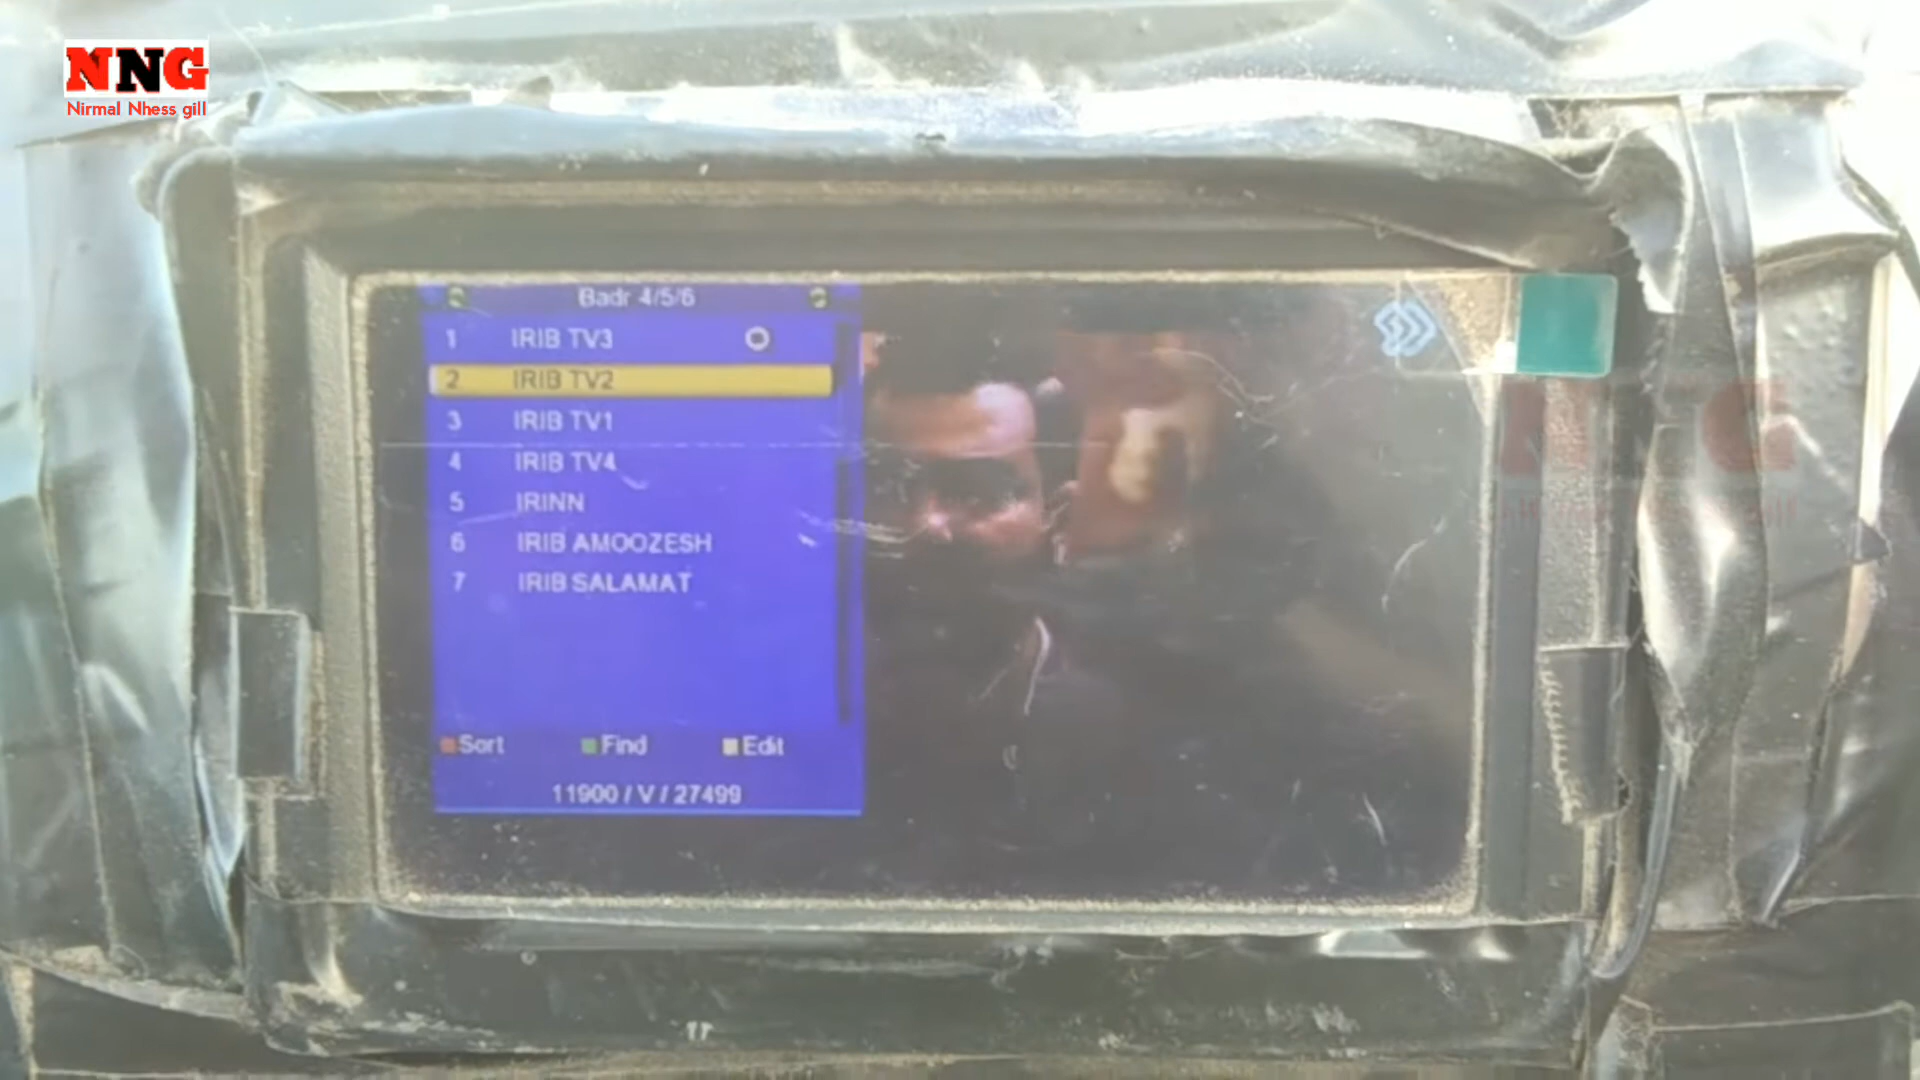 NNG
Nirmal Nhess gill
Badr 4/5/6
1 IRIB TV3
2 IRIB TV2
3 IRIB TV1
4 IRIB TV4
5 IRINN
6 IRIB AMOOZESH
7 IRIB SALAMAT
Sort Find Edit
11900 / V / 27499